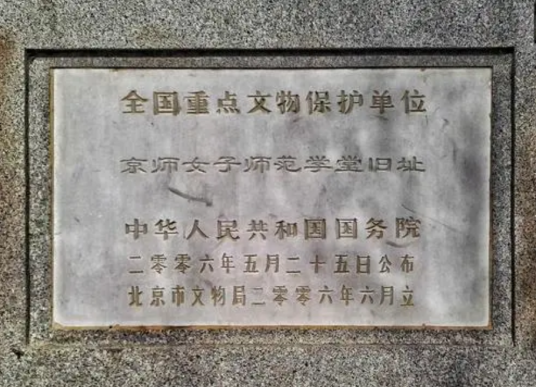 全国重点文物保护单位
京师女子师范学堂旧址
中华人民共和国国务院
二零零六年五月二十五日公布
北京市文物局二零零六年六月立